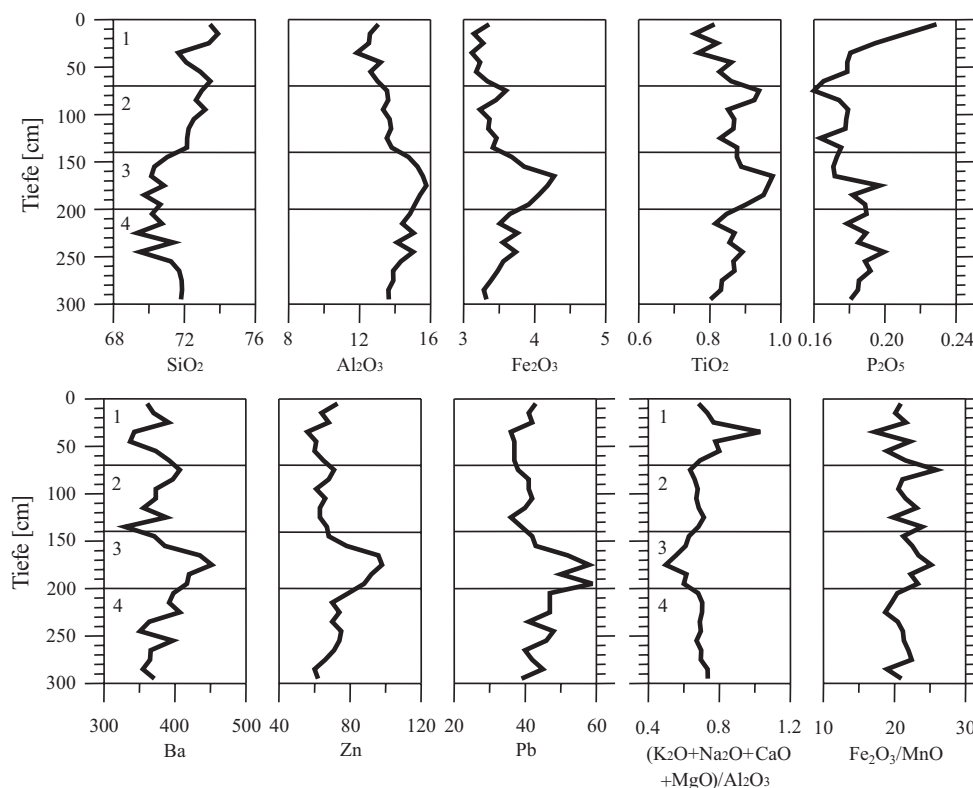 0
50
100
150
200
250
300
Tiefe [cm]
1
2
3
4
68 72 76
SiO₂
8 12 16
Al₂O₃
3 4 5
Fe₂O₃
0.6 0.8 1.0
TiO₂
0.16 0.20 0.24
P₂O₅
0
50
100
150
200
250
300
Tiefe [cm]
1
2
3
4
300 400 500
Ba
40 80 120
Zn
20 40 60
Pb
1
2
3
4
0.4 0.8 1.2
(K₂O+Na₂O+CaO
+MgO)/Al₂O₃
10 20 30
Fe₂O₃/MnO